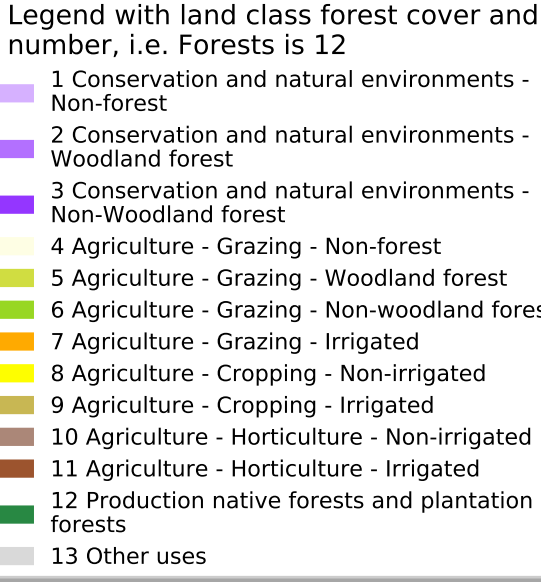 Legend with land class forest cover and
number, i.e. Forests is 12
1 Conservation and natural environments -
Non-forest
2 Conservation and natural environments -
Woodland forest
3 Conservation and natural environments -
Non-Woodland forest
4 Agriculture - Grazing - Non-forest
5 Agriculture - Grazing - Woodland forest
6 Agriculture - Grazing - Non-woodland fores
7 Agriculture - Grazing - Irrigated
8 Agriculture - Cropping - Non-irrigated
9 Agriculture - Cropping - Irrigated
10 Agriculture - Horticulture - Non-irrigated
11 Agriculture - Horticulture - Irrigated
12 Production native forests and plantation
forests
13 Other uses